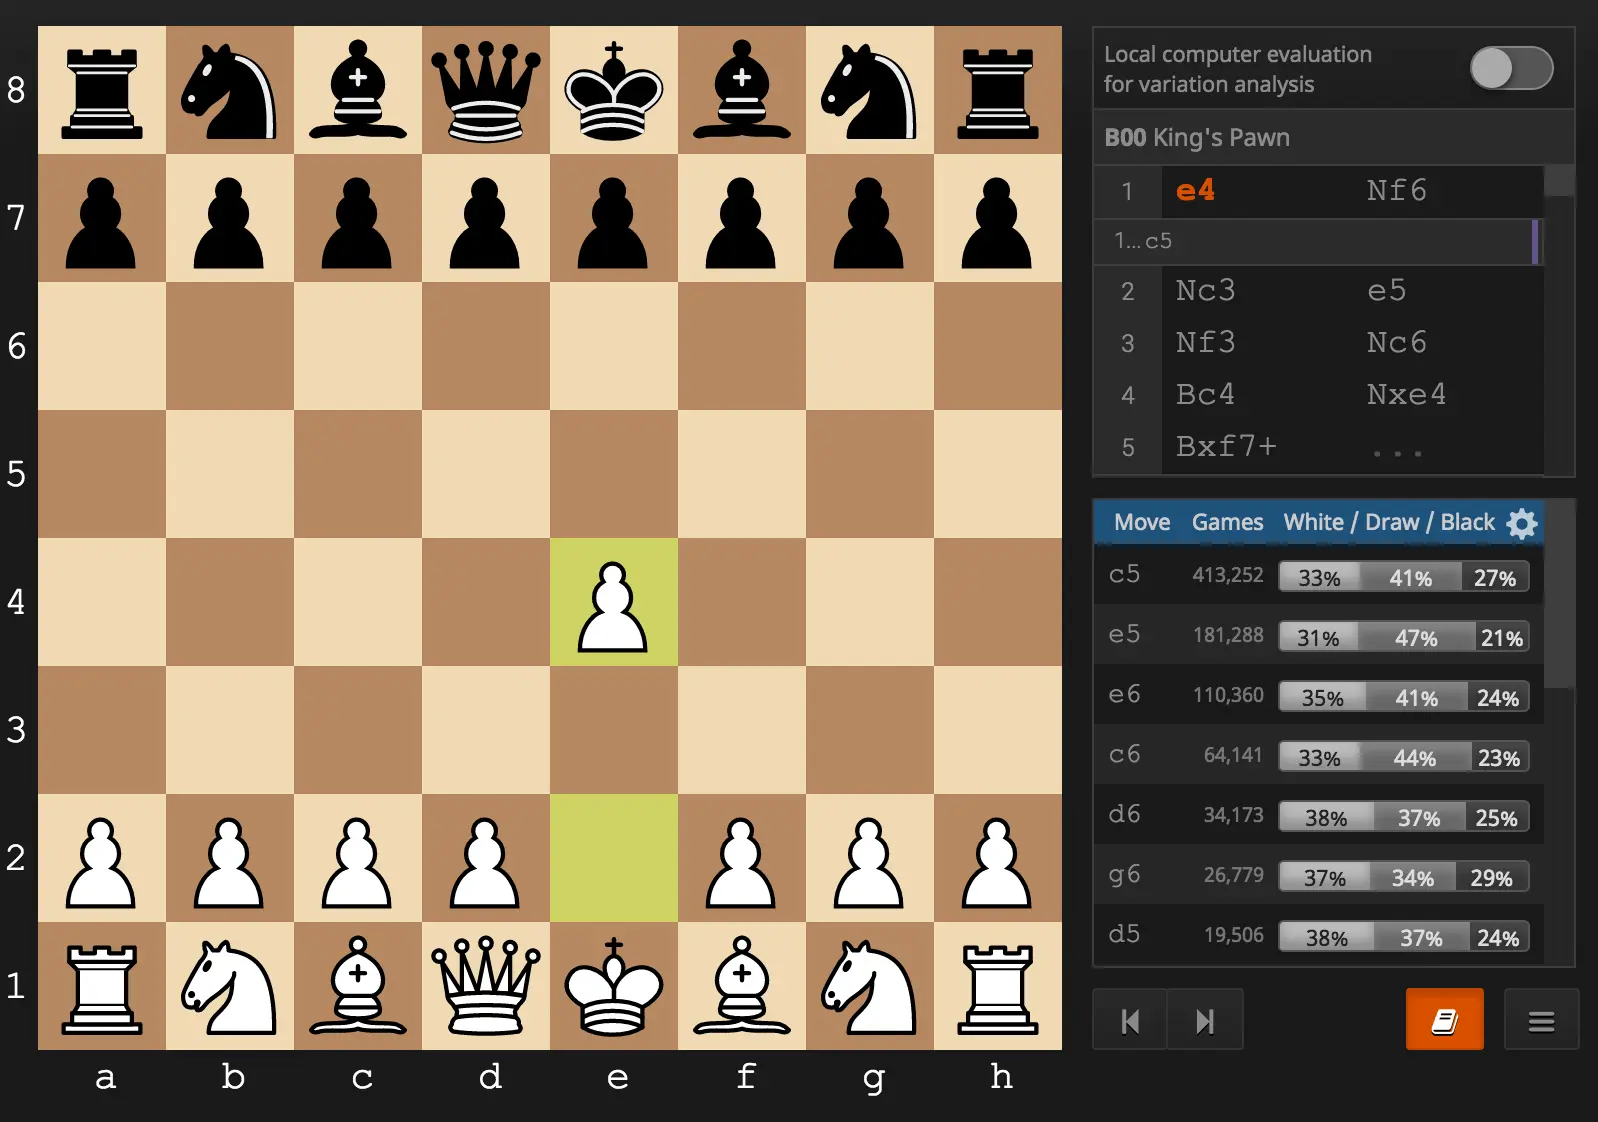 8
7
6
5
4
3
2
1
a b c d e f g h
Local computer evaluation
for variation analysis
B00 King's Pawn
1 e4 Nf6
1... c5
2 Nc3 e5
3 Nf3 Nc6
4 Bc4 Nxe4
5 Bxf7+ ...
Move Games White / Draw / Black
c5 413,252 33% 41% 27%
e5 181,288 31% 47% 21%
e6 110,360 35% 41% 24%
c6 64,141 33% 44% 23%
d6 34,173 38% 37% 25%
g6 26,779 37% 34% 29%
d5 19,506 38% 37% 24%